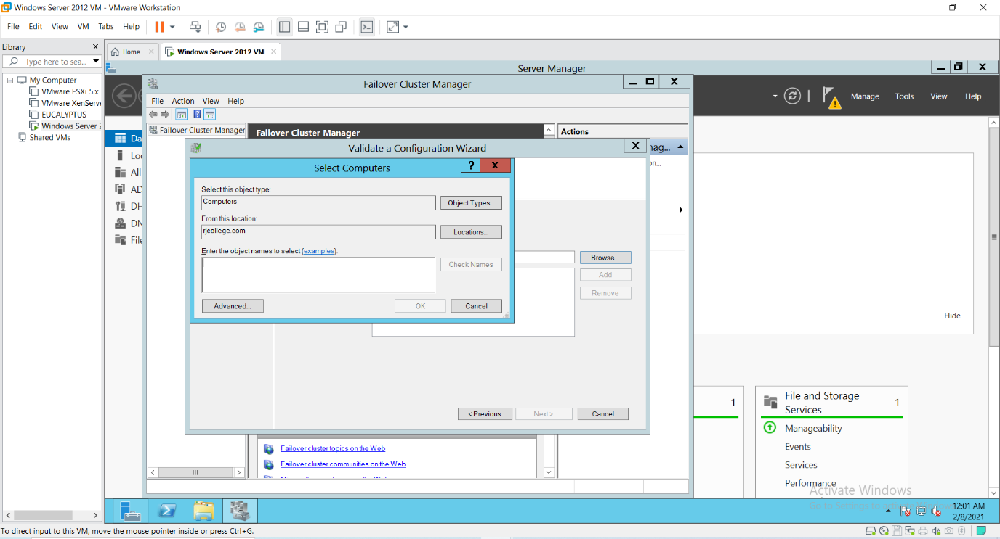 Windows Server 2012 VM - VMware Workstation
File Edit View VM Tabs Help
Library
Home
Windows Server 2012 VM
Type here to sea...
Server Manager
My Computer
VMware ESXi 5.x
VMware XenServe
EUCALYPTUS
Windows Server 2
Shared VMs
Manage Tools View Help
Da
Lo
All
AD
DH
DN
File
Failover Cluster Manager
File Action View Help
Failover Cluster Manager
Failover Cluster Manager
Actions
nag...
on...
Validate a Configuration Wizard
Select Computers
?
Select this object type:
Computers
Object Types...
From this location:
rjcollege.com
Locations...
Enter the object names to select (examples):
Check Names
Advanced...
OK
Cancel
Browse...
Add
Remove
< Previous
Next >
Cancel
Failover cluster topics on the Web
Failover cluster communities on the Web
Hide
1
File and Storage
Services
1
Manageability
Events
Services
Performance
Activate Windows
12:01 AM
2/8/2021
To direct input to this VM, move the mouse pointer inside or press Ctrl+G.